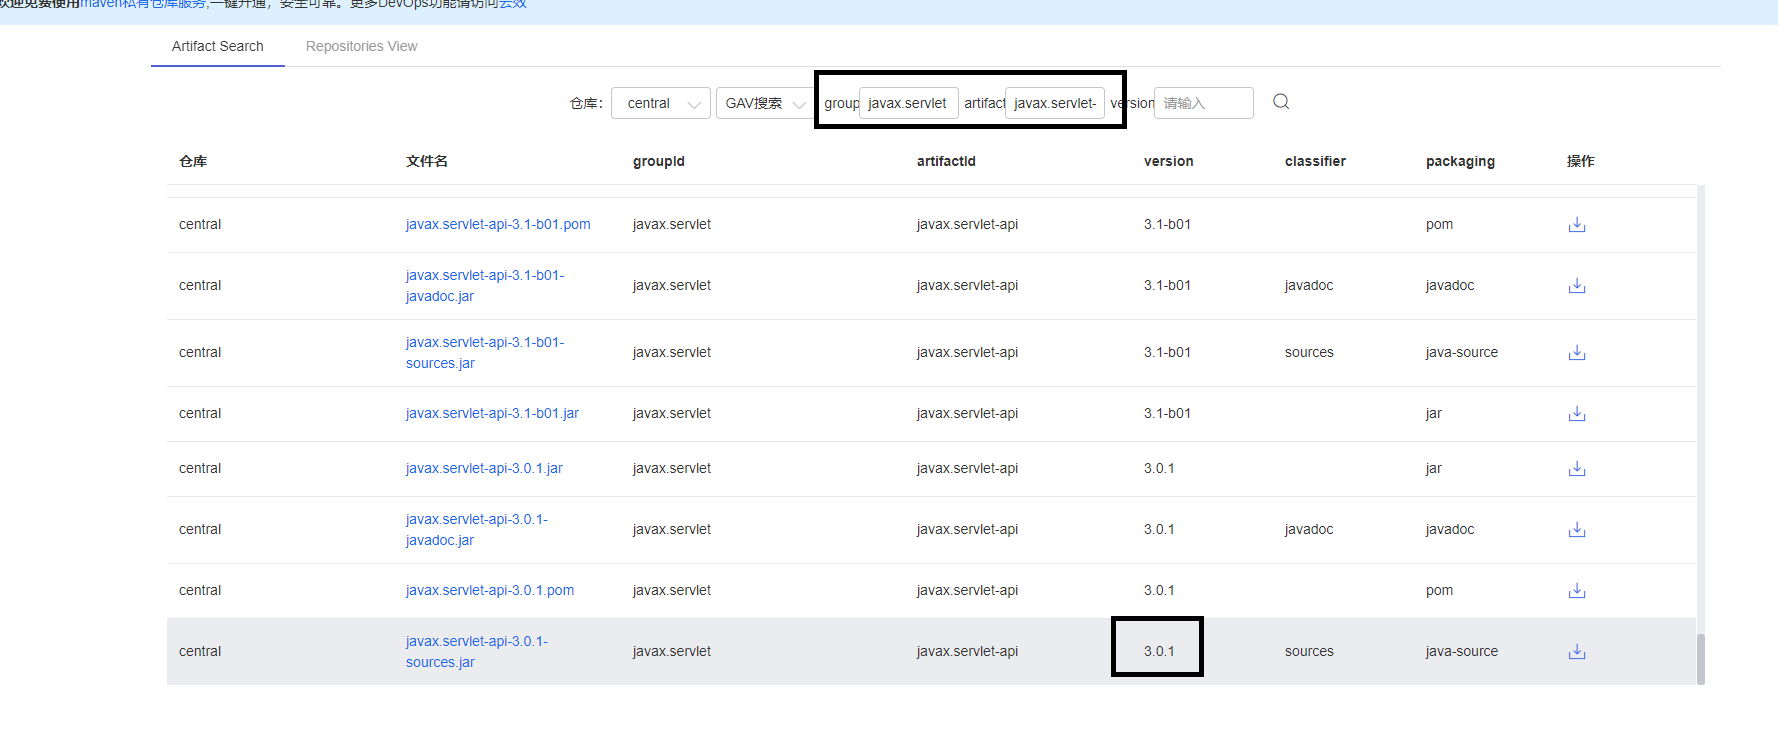 欢迎免费使用maven私有仓库服务,一键开通，安全可靠。更多DevOps功能请访问云效
Artifact Search Repositories View
仓库： central GAV搜索 group javax.servlet artifact javax.servlet- version 请输入
仓库 文件名 groupId artifactId version classifier packaging 操作
central javax.servlet-api-3.1-b01.pom javax.servlet javax.servlet-api 3.1-b01 pom
central javax.servlet-api-3.1-b01-
javadoc.jar javax.servlet javax.servlet-api 3.1-b01 javadoc javadoc
central javax.servlet-api-3.1-b01-
sources.jar javax.servlet javax.servlet-api 3.1-b01 sources java-source
central javax.servlet-api-3.1-b01.jar javax.servlet javax.servlet-api 3.1-b01 jar
central javax.servlet-api-3.0.1.jar javax.servlet javax.servlet-api 3.0.1 jar
central javax.servlet-api-3.0.1-
javadoc.jar javax.servlet javax.servlet-api 3.0.1 javadoc javadoc
central javax.servlet-api-3.0.1.pom javax.servlet javax.servlet-api 3.0.1 pom
central javax.servlet-api-3.0.1-
sources.jar javax.servlet javax.servlet-api 3.0.1 sources java-source